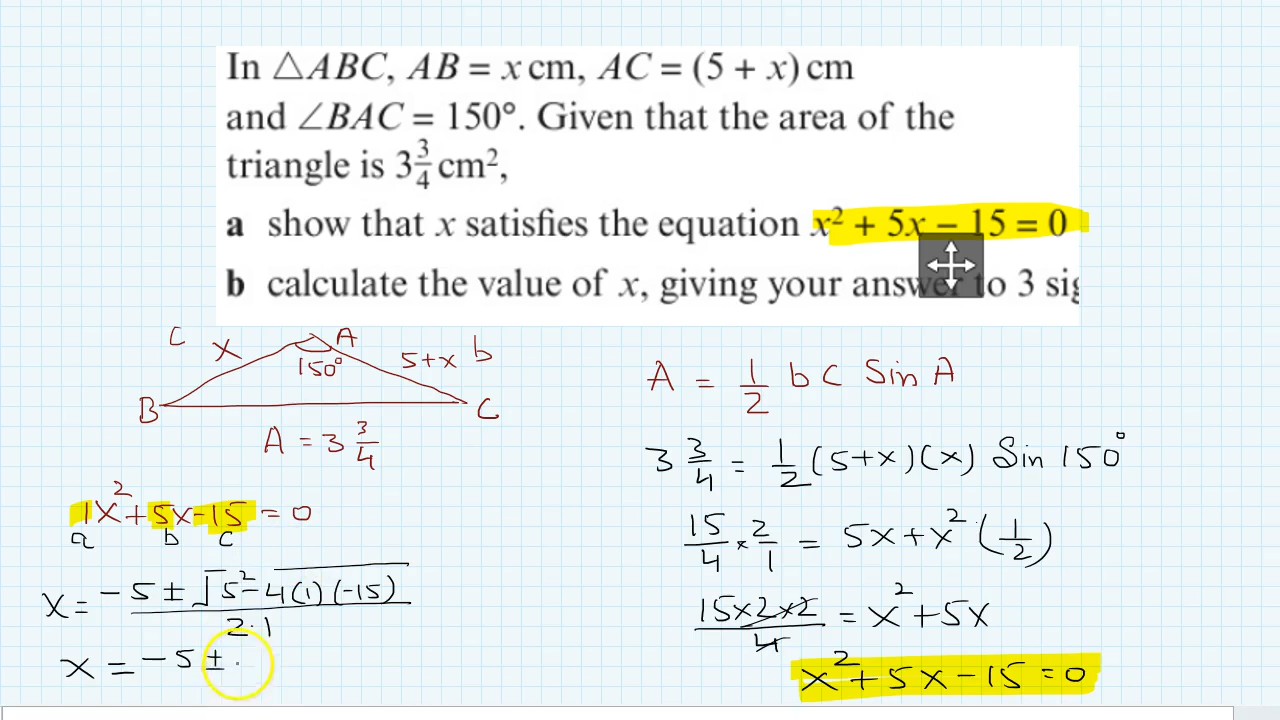 In △ABC, AB = x cm, AC = (5 + x) cm
and ∠BAC = 150°. Given that the area of the
triangle is 3 3/4 cm²,
a show that x satisfies the equation x² + 5x − 15 = 0
b calculate the value of x, giving your answer to 3 sig
C x A 5+x b
150°
B C
A = 3 3/4
1x²+5x-15 = 0
a b c
x = -5 ± √5²-4(1)(-15) / 2·1
x = -5 ±
A = 1/2 b c Sin A
3 3/4 = 1/2 (5+x)(x) Sin 150°
15/4 × 2/1 = 5x+x² (1/2)
15×2×2/4 = x²+5x
x²+5x-15 = 0